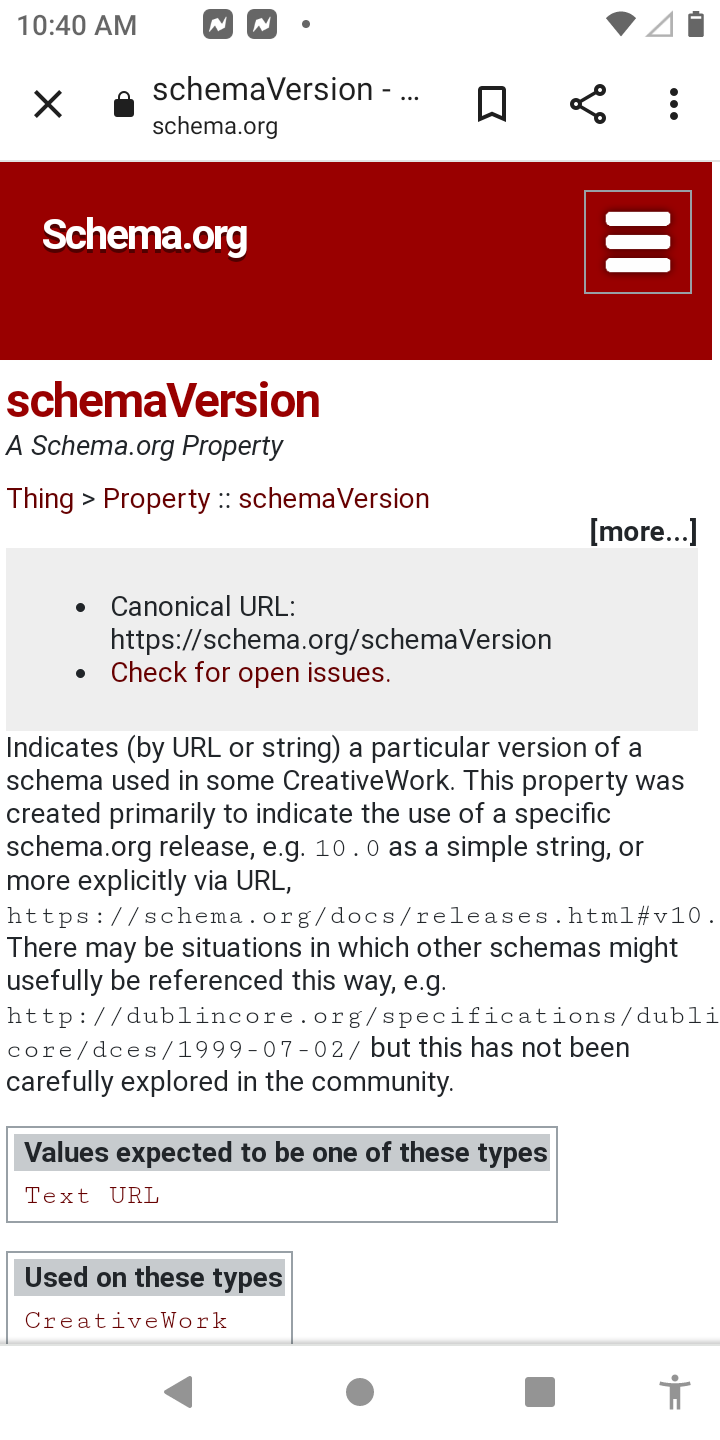 10:40 AM
schemaVersion - ...
schema.org
Schema.org
schemaVersion
A Schema.org Property
Thing > Property :: schemaVersion
[more...]
• Canonical URL:
https://schema.org/schemaVersion
• Check for open issues.
Indicates (by URL or string) a particular version of a
schema used in some CreativeWork. This property was
created primarily to indicate the use of a specific
schema.org release, e.g. 10.0 as a simple string, or
more explicitly via URL,
https://schema.org/docs/releases.html#v10.
There may be situations in which other schemas might
usefully be referenced this way, e.g.
http://dublincore.org/specifications/dubli
core/dces/1999-07-02/ but this has not been
carefully explored in the community.
Values expected to be one of these types
Text URL
Used on these types
CreativeWork